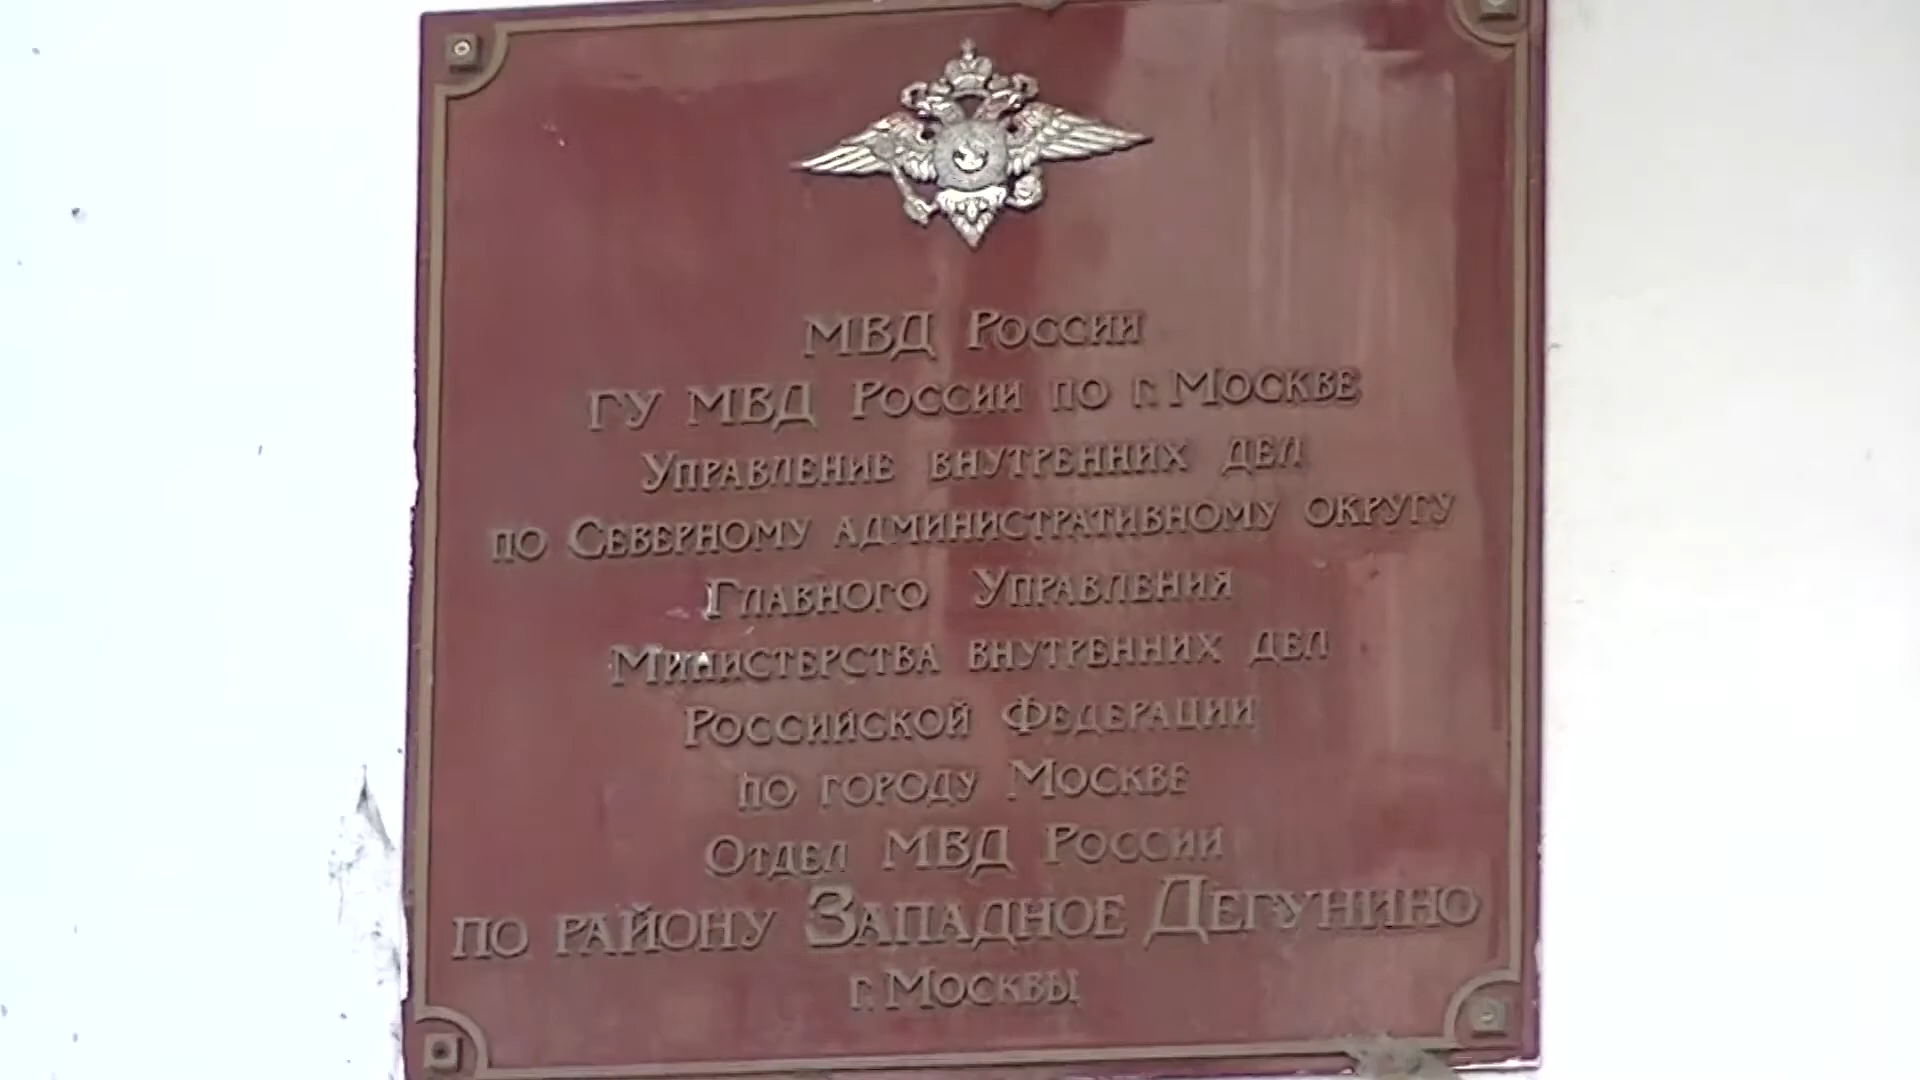 МВД России
ГУ МВД России по г. Москве
Управление внутренних дел
по Северному административному округу
Главного Управления
Министерства внутренних дел
Российской Федерации
по городу Москве
Отдел МВД России
по району Западное Дегунино
г. Москвы